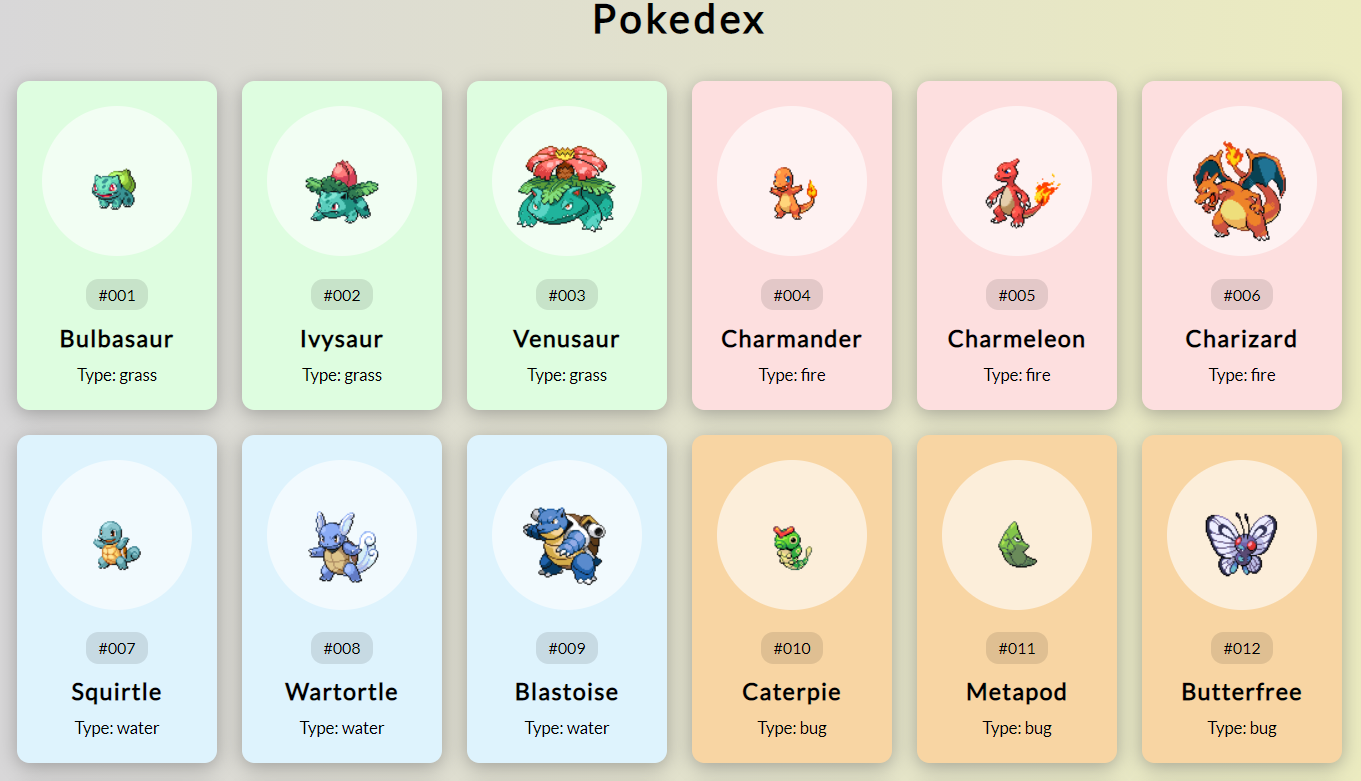 Pokedex
#001
Bulbasaur
Type: grass
#002
Ivysaur
Type: grass
#003
Venusaur
Type: grass
#004
Charmander
Type: fire
#005
Charmeleon
Type: fire
#006
Charizard
Type: fire
#007
Squirtle
Type: water
#008
Wartortle
Type: water
#009
Blastoise
Type: water
#010
Caterpie
Type: bug
#011
Metapod
Type: bug
#012
Butterfree
Type: bug